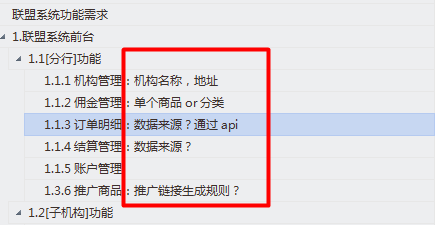 联盟系统功能需求
1.联盟系统前台
1.1[分行]功能
1.1.1 机构管理：机构名称，地址
1.1.2 佣金管理：单个商品 or 分类
1.1.3 订单明细：数据来源？通过 api
1.1.4 结算管理：数据来源？
1.1.5 账户管理
1.3.6 推广商品：推广链接生成规则？
1.2[子机构]功能